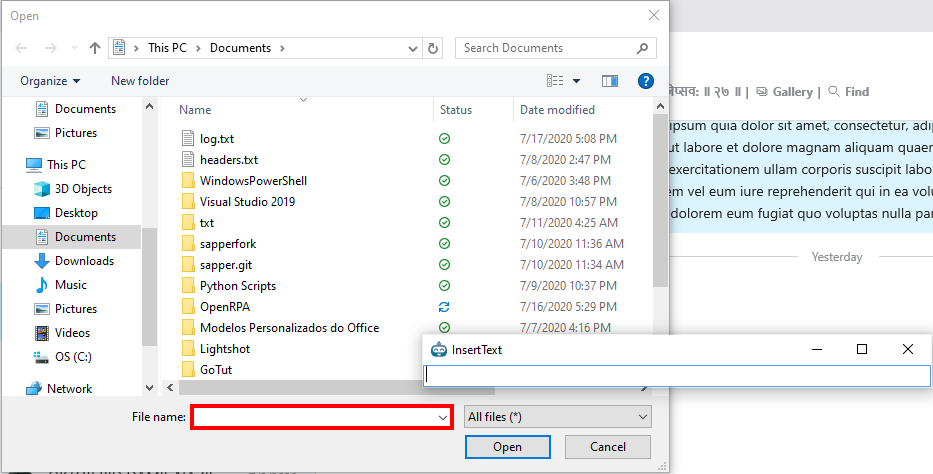 Open
This PC > Documents >
Search Documents
Organize
New folder
?
Documents
Pictures
This PC
3D Objects
Desktop
Documents
Downloads
Music
Pictures
Videos
OS (C:)
Network
Name Status Date modified
log.txt 7/17/2020 5:08 PM
headers.txt 7/8/2020 2:47 PM
WindowsPowerShell 7/6/2020 3:48 PM
Visual Studio 2019 7/8/2020 10:57 PM
txt 7/11/2020 4:25 AM
sapperfork 7/10/2020 11:36 AM
sapper.git 7/10/2020 11:34 AM
Python Scripts 7/9/2020 10:37 PM
OpenRPA 7/16/2020 5:29 PM
Modelos Personalizados do Office 7/7/2020 4:16 PM
Lightshot
GoTut
File name:
All files (*)
Open
Cancel
InsertText
॥ २७ ॥ | Gallery | Find
ipsum quia dolor sit amet, consectetur,
ut labore et dolore magnam aliquam
exercitationem ullam corporis suscipit
vel eum iure reprehenderit qui in ea
dolorem eum fugiat quo voluptas nulla
Yesterday